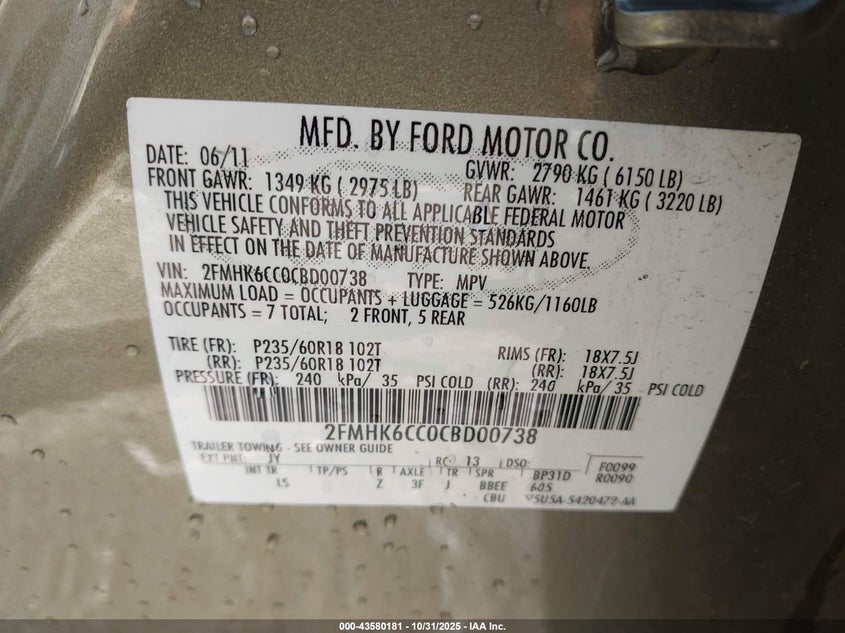 MFD. BY FORD MOTOR CO.
DATE: 06/11 GVWR: 2790 KG ( 6150 LB)
FRONT GAWR: 1349 KG ( 2975 LB) REAR GAWR: 1461 KG ( 3220 LB)
THIS VEHICLE CONFORMS TO ALL APPLICABLE FEDERAL MOTOR
VEHICLE SAFETY AND THEFT PREVENTION STANDARDS
IN EFFECT ON THE DATE OF MANUFACTURE SHOWN ABOVE.
VIN: 2FMHK6CC0CBD00738 TYPE: MPV
MAXIMUM LOAD = OCCUPANTS + LUGGAGE = 526KG/1160LB
OCCUPANTS = 7 TOTAL; 2 FRONT, 5 REAR
TIRE (FR): P235/60R18 102T RIMS (FR): 18X7.5J
(RR): P235/60R18 102T (RR): 18X7.5J
PRESSURE (FR): 240 kPa/ 35 PSI COLD (RR): 240 kPa/ 35 PSI COLD
2FMHK6CC0CBD00738
TRAILER TOWING - SEE OWNER GUIDE
EXT PNT: JY RC: 13 DSO: F0099
INT TR TP/PS R AXLE TR SPR BP31D R0090
LS Z 3F J BBEE 605
CBU 5U5A-5420472-AA
000-43580181 - 10/31/2025 - IAA Inc.